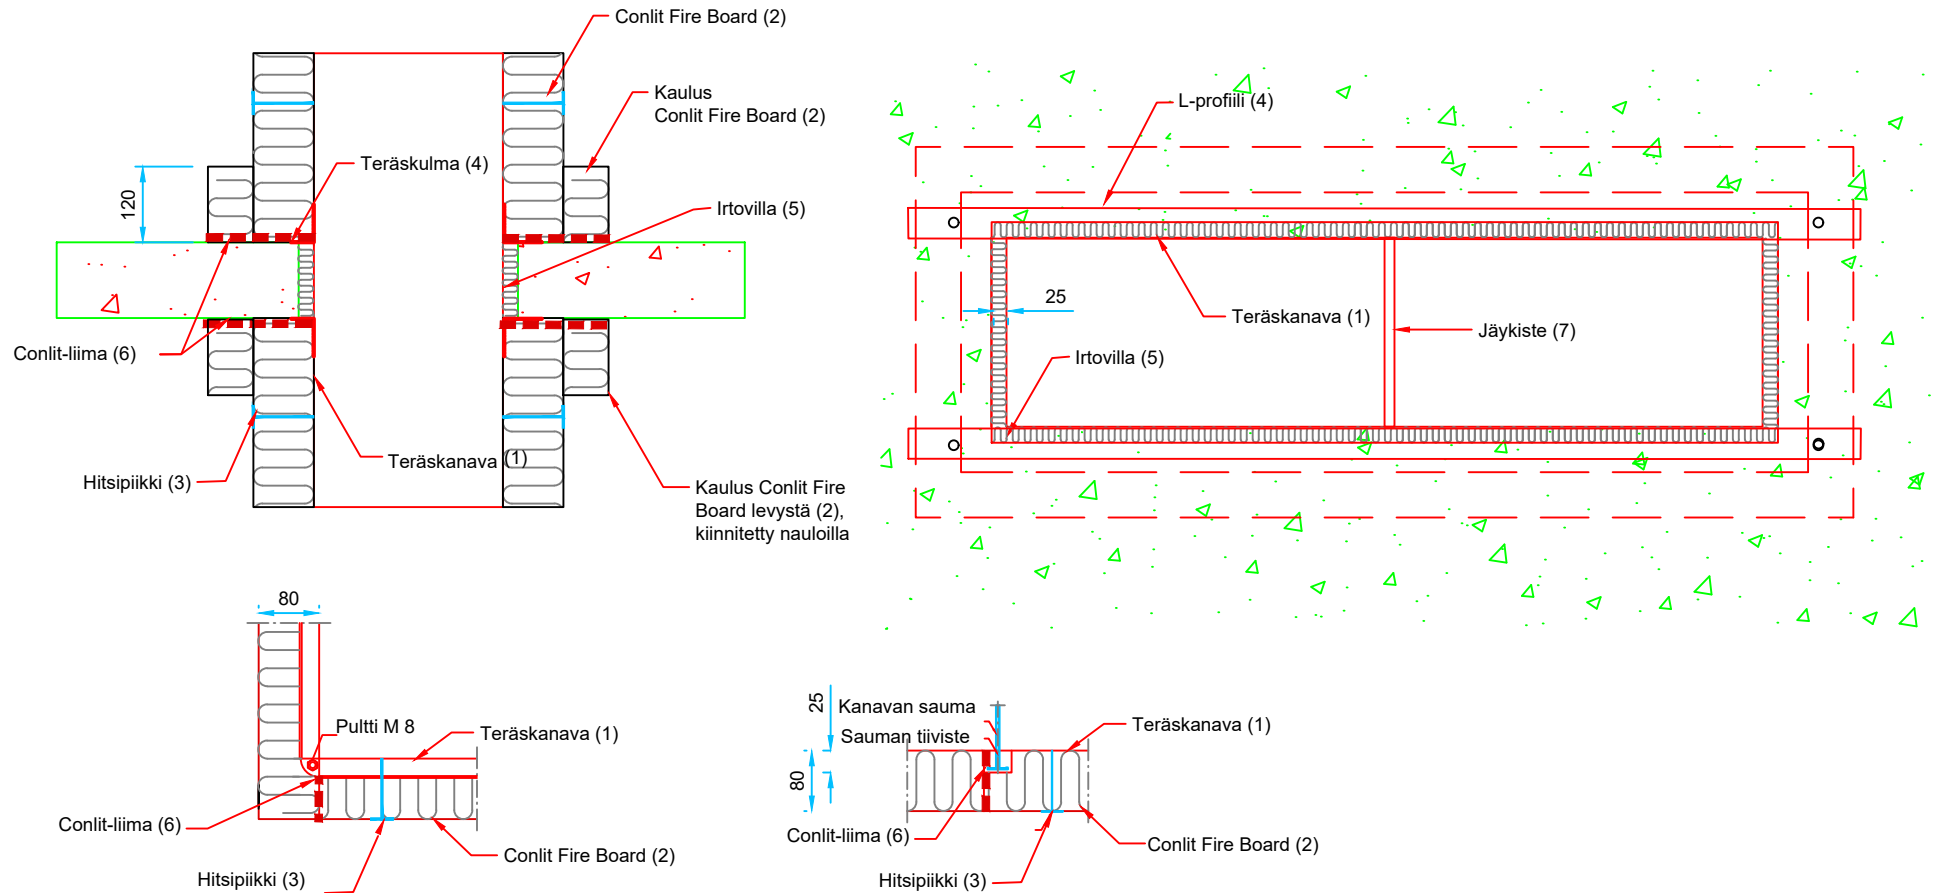 Conlit Fire Board (2)
Kaulus
Conlit Fire Board (2)
Teräskulma (4)
120
Irtovilla (5)
Conlit-liima (6)
Teräskanava (1)
Hitsipiikki (3)
Kaulus Conlit Fire
Board levystä (2),
kiinnitetty nauloilla
L-profiili (4)
25
Teräskanava (1)
Jäykiste (7)
Irtovilla (5)
80
Pultti M 8
Teräskanava (1)
Conlit-liima (6)
Conlit Fire Board (2)
Hitsipiikki (3)
25
Kanavan sauma
Sauman tiiviste
Teräskanava (1)
80
Conlit-liima (6)
Conlit Fire Board (2)
Hitsipiikki (3)